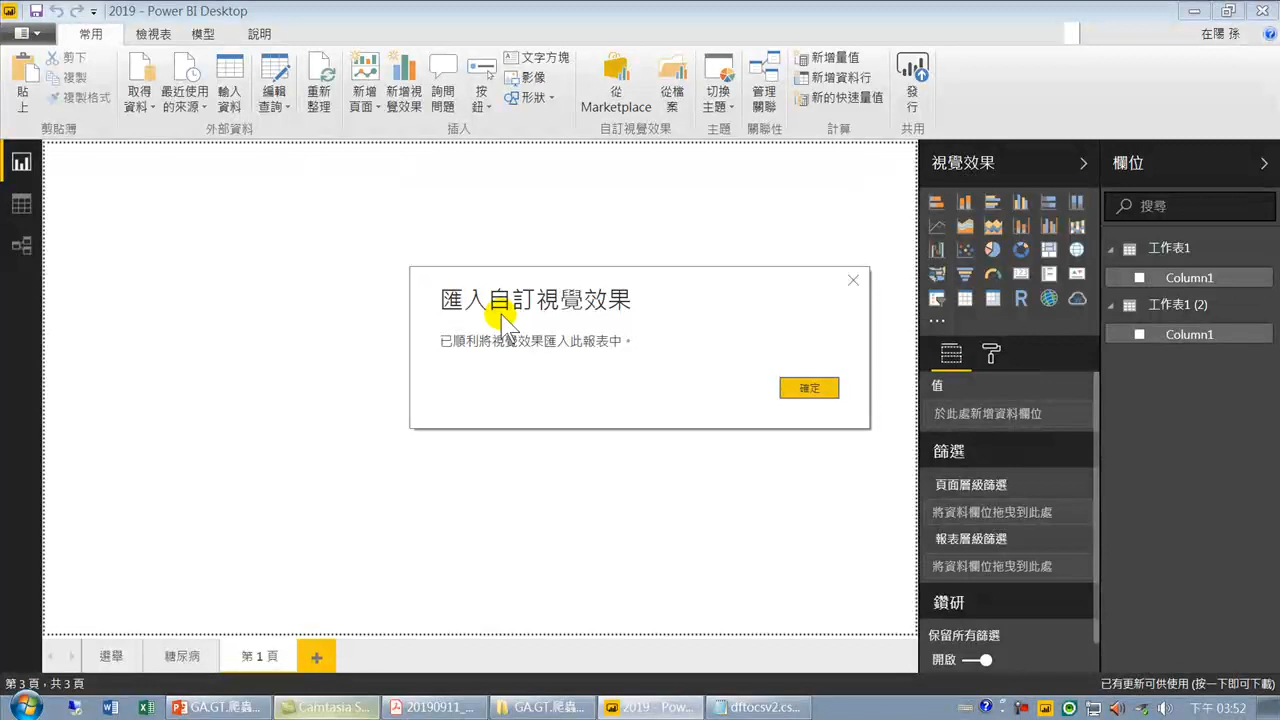 2019 - Power BI Desktop
常用 檢視表 模型 說明
在陽 孫
貼上
剪下
複製
複製格式
剪貼簿
取得資料
最近使用的來源
輸入資料
編輯查詢
重新整理
外部資料
新增頁面
新增視覺效果
詢問問題
按鈕
文字方塊
影像
形狀
插入
從 Marketplace
從檔案
自訂視覺效果
切換主題
主題
管理關聯
關聯性
新增量值
新增資料行
新的快速量值
計算
發行
共用
匯入自訂視覺效果
已順利將視覺效果匯入此報表中。
確定
視覺效果
R
值
於此處新增資料欄位
篩選
頁面層級篩選
將資料欄位拖曳到此處
報表層級篩選
將資料欄位拖曳到此處
鑽研
保留所有篩選
開啟
欄位
搜尋
工作表1
Column1
工作表1 (2)
Column1
選舉 糖尿病 第 1 頁
第 3 頁，共 3 頁
已有更新可供使用 (按一下即可下載)
GA.GT.爬蟲...
Camtasia S...
20190911_...
GA.GT.爬蟲...
2019 - Powe...
dftocsv2.cs...
下午 03:52